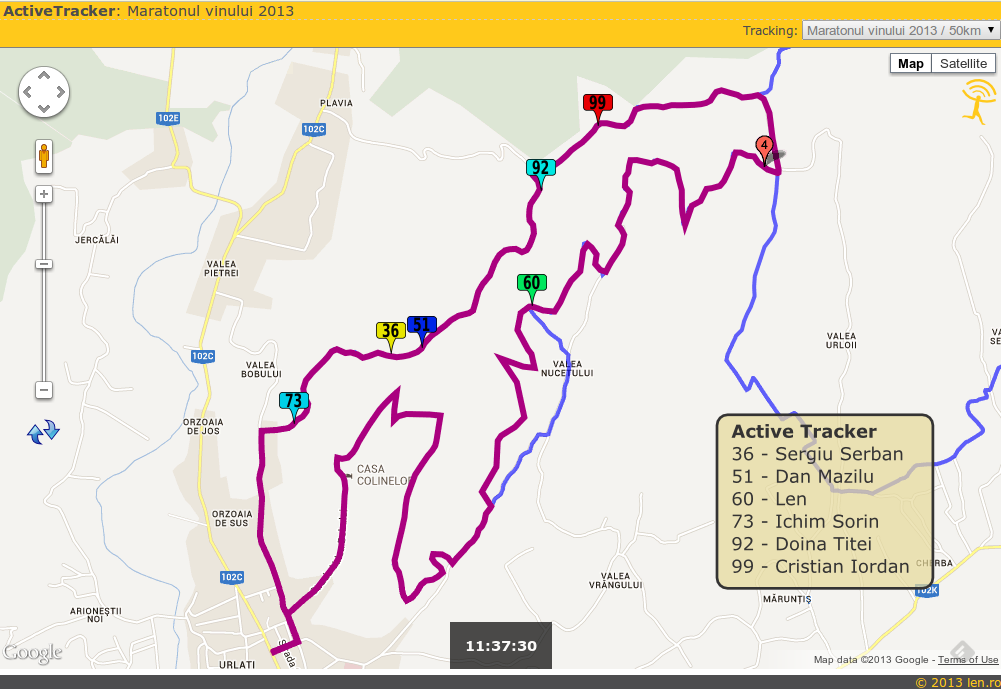 ActiveTracker: Maratonul vinului 2013
Tracking: Maratonul vinului 2013 / 50km
Map Satellite
PLAVIA
102E
102C
99
4
92
JERCĂLĂI
VALEA
PIETREI
60
36
51
VALEA
URLOII
102C
VALEA
BOBULUI
VALEA
NUCETULUI
73
ORZOAIA
DE JOS
CASA
COLINELOR
ORZOAIA
DE SUS
Active Tracker
36 - Sergiu Serban
51 - Dan Mazilu
60 - Len
73 - Ichim Sorin
92 - Doina Titei
99 - Cristian Iordan
CHERBA
102K
102C
VALEA
VRÂNGULUI
MĂRUNȚIȘ
ARIONEȘTII
NOI
11:37:30
URLATI
Strada
Google
Map data ©2013 Google - Terms of Use
© 2013 len.ro